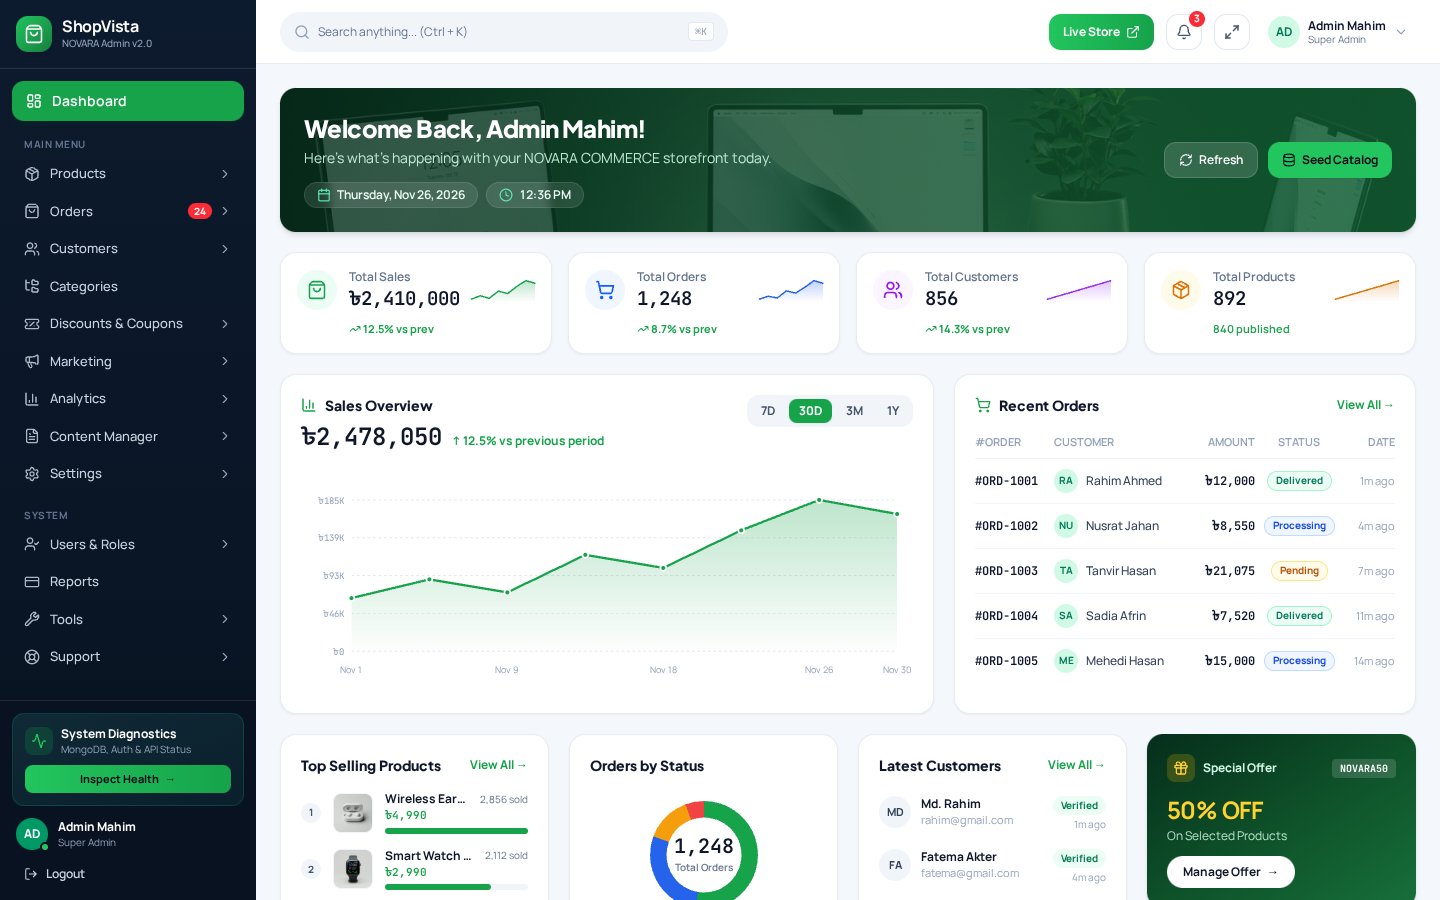 ShopVista
NOVARA Admin v2.0
Search anything... (Ctrl + K)
⌘K
Live Store
3
AD
Admin Mahim
Super Admin
Dashboard
MAIN MENU
Products
Orders
24
Customers
Categories
Discounts & Coupons
Marketing
Analytics
Content Manager
Settings
SYSTEM
Users & Roles
Reports
Tools
Support
System Diagnostics
MongoDB, Auth & API Status
Inspect Health →
AD
Admin Mahim
Super Admin
Logout
Welcome Back, Admin Mahim!
Here's what's happening with your NOVARA COMMERCE storefront today.
Thursday, Nov 26, 2026
12:36 PM
Refresh
Seed Catalog
Total Sales
৳2,410,000
12.5% vs prev
Total Orders
1,248
8.7% vs prev
Total Customers
856
14.3% vs prev
Total Products
892
840 published
Sales Overview
৳2,478,050
↑ 12.5% vs previous period
7D 30D 3M 1Y
৳185K
৳139K
৳93K
৳46K
৳0
Nov 1 Nov 9 Nov 18 Nov 26 Nov 30
Recent Orders
View All →
#ORDER CUSTOMER AMOUNT STATUS DATE
#ORD-1001 RA Rahim Ahmed ৳12,000 Delivered 1m ago
#ORD-1002 NU Nusrat Jahan ৳8,550 Processing 4m ago
#ORD-1003 TA Tanvir Hasan ৳21,075 Pending 7m ago
#ORD-1004 SA Sadia Afrin ৳7,520 Delivered 11m ago
#ORD-1005 ME Mehedi Hasan ৳15,000 Processing 14m ago
Top Selling Products
View All →
1 Wireless Ear... 2,856 sold
৳4,990
2 Smart Watch ... 2,112 sold
৳2,990
Orders by Status
1,248
Total Orders
Latest Customers
View All →
MD Md. Rahim Verified
rahim@gmail.com 1m ago
FA Fatema Akter Verified
fatema@gmail.com 4m ago
Special Offer
NOVARA50
50% OFF
On Selected Products
Manage Offer →